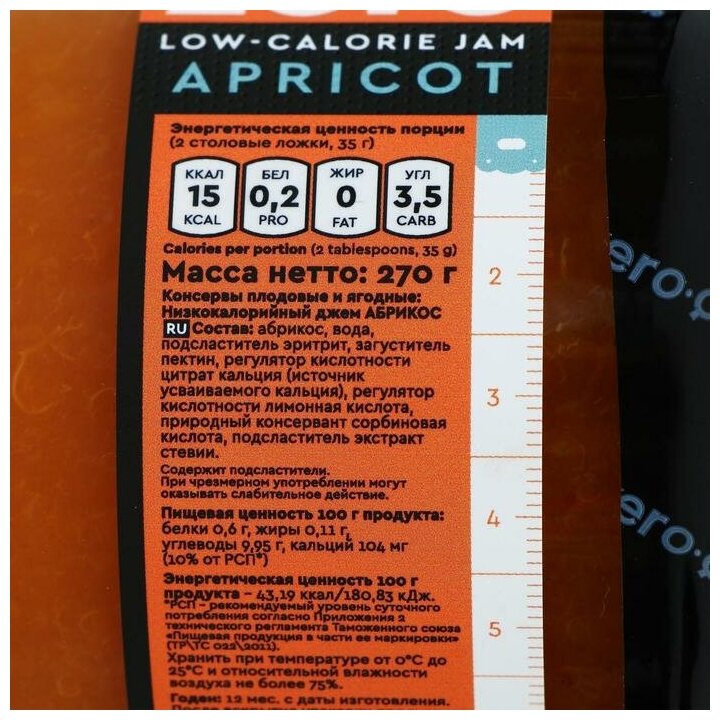 LOW-CALORIE JAM
APRICOT
Энергетическая ценность порции
(2 столовые ложки, 35 г)
ККАЛ
15
KCAL
БЕЛ
0,2
PRO
ЖИР
0
FAT
УГЛ
3,5
CARB
Calories per portion (2 tablespoons, 35 g)
Масса нетто: 270 г
Консервы плодовые и ягодные:
Низкокалорийный джем АБРИКОС
RU Состав: абрикос, вода,
подсластитель эритрит, загуститель
пектин, регулятор кислотности
цитрат кальция (источник
усваиваемого кальция), регулятор
кислотности лимонная кислота,
природный консервант сорбиновая
кислота, подсластитель экстракт
стевии.
Содержит подсластители.
При чрезмерном употреблении могут
оказывать слабительное действие.
Пищевая ценность 100 г продукта:
белки 0,6 г, жиры 0,11 г,
углеводы 9,95 г, кальций 104 мг
(10% от РСП*)
Энергетическая ценность 100 г
продукта – 43,19 ккал/180,83 кДж.
*РСП – рекомендуемый уровень суточного
потребления согласно Приложения 2
технического регламента Таможенного союза
«Пищевая продукция в части ее маркировки»
(ТР\ТС 022\2011).
Хранить при температуре от 0°С до
25°С и относительной влажности
воздуха не более 75%.
Годен: 12 мес. с даты изготовления.
2
3
4
5
ero.
ero.